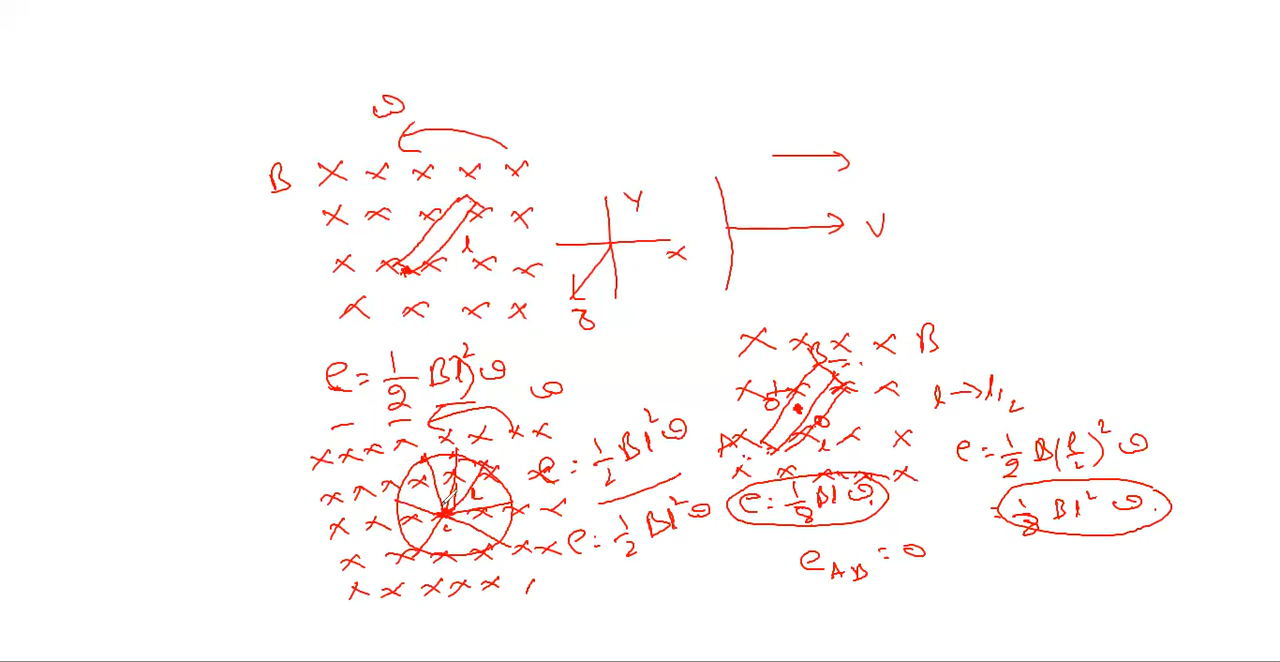 ω
B × × × × ×
× × × × ×
l
× × × × ×
× × × ×
Y
X
Z
V
e = 1/2 Bl²ω
ω
× × × × × × ×
× × × × × ×
L
× × × × ×
c
× × × × × ×
× × × × ×
e = 1/2 Bl²ω
e = 1/2 Bl²ω
× × × × B
B
× × × ×
O
A × × × ×
l
× × × × ×
l → l/2
e = 1/2 B(l/2)²ω
= 1/8 Bl²ω.
e = 1/8 Bl ω.
e_AB = 0